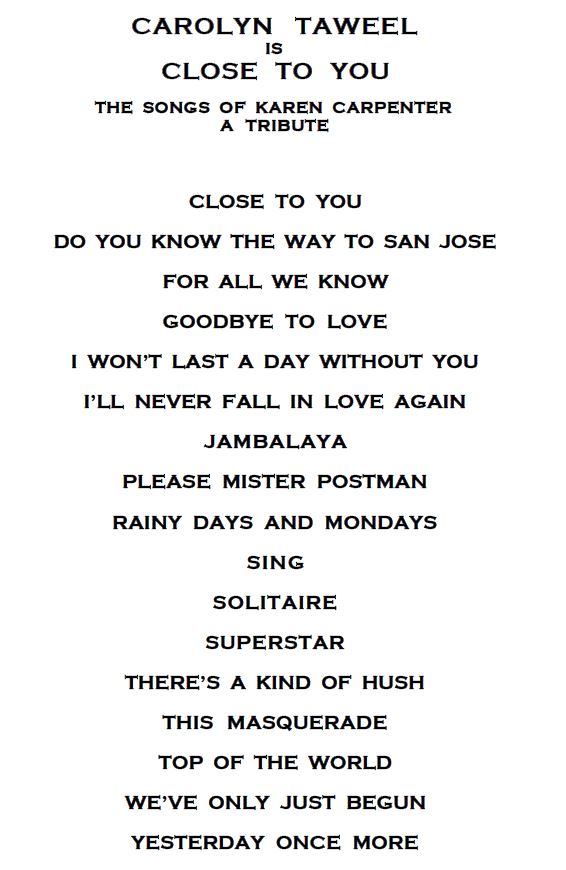 CAROLYN TAWEEL
IS
CLOSE TO YOU
THE SONGS OF KAREN CARPENTER
A TRIBUTE
CLOSE TO YOU
DO YOU KNOW THE WAY TO SAN JOSE
FOR ALL WE KNOW
GOODBYE TO LOVE
I WON’T LAST A DAY WITHOUT YOU
I’LL NEVER FALL IN LOVE AGAIN
JAMBALAYA
PLEASE MISTER POSTMAN
RAINY DAYS AND MONDAYS
SING
SOLITAIRE
SUPERSTAR
THERE’S A KIND OF HUSH
THIS MASQUERADE
TOP OF THE WORLD
WE’VE ONLY JUST BEGUN
YESTERDAY ONCE MORE